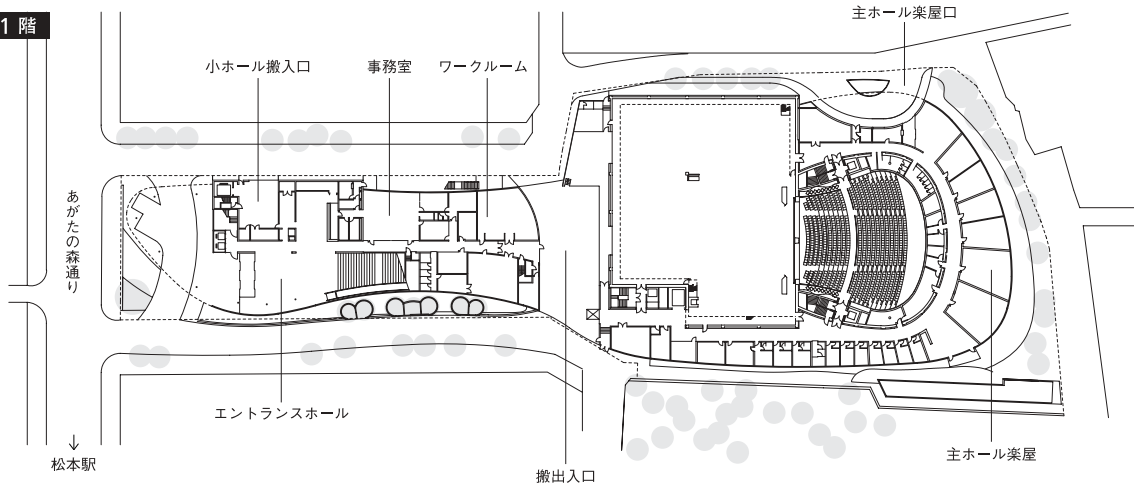 1 階
主ホール楽屋口
小ホール搬入口
事務室
ワークルーム
あがたの森通り
エントランスホール
主ホール楽屋
松本駅
搬出入口